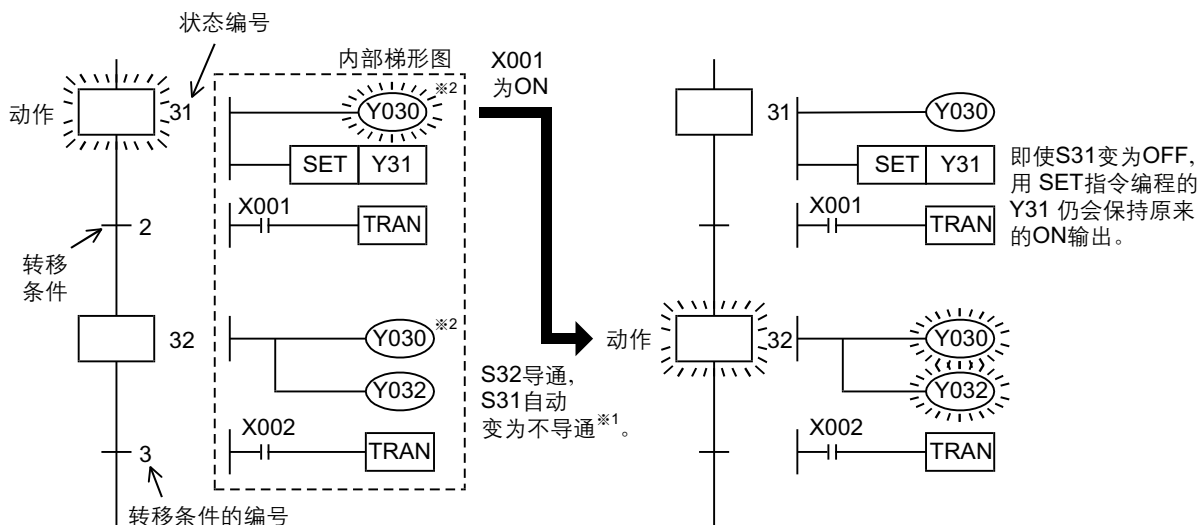 状态编号
内部梯形图
X001
为ON
动作
31
Y030
※2
SET
Y31
X001
TRAN
2
转移
条件
32
Y030
※2
Y032
X002
TRAN
3
转移条件的编号
S32导通,
S31自动
变为不导通※1。
31
Y030
SET
Y31
X001
TRAN
即使S31变为OFF,
用 SET指令编程的
Y31 仍会保持原来
的ON输出。
动作
32
Y030
Y032
X002
TRAN